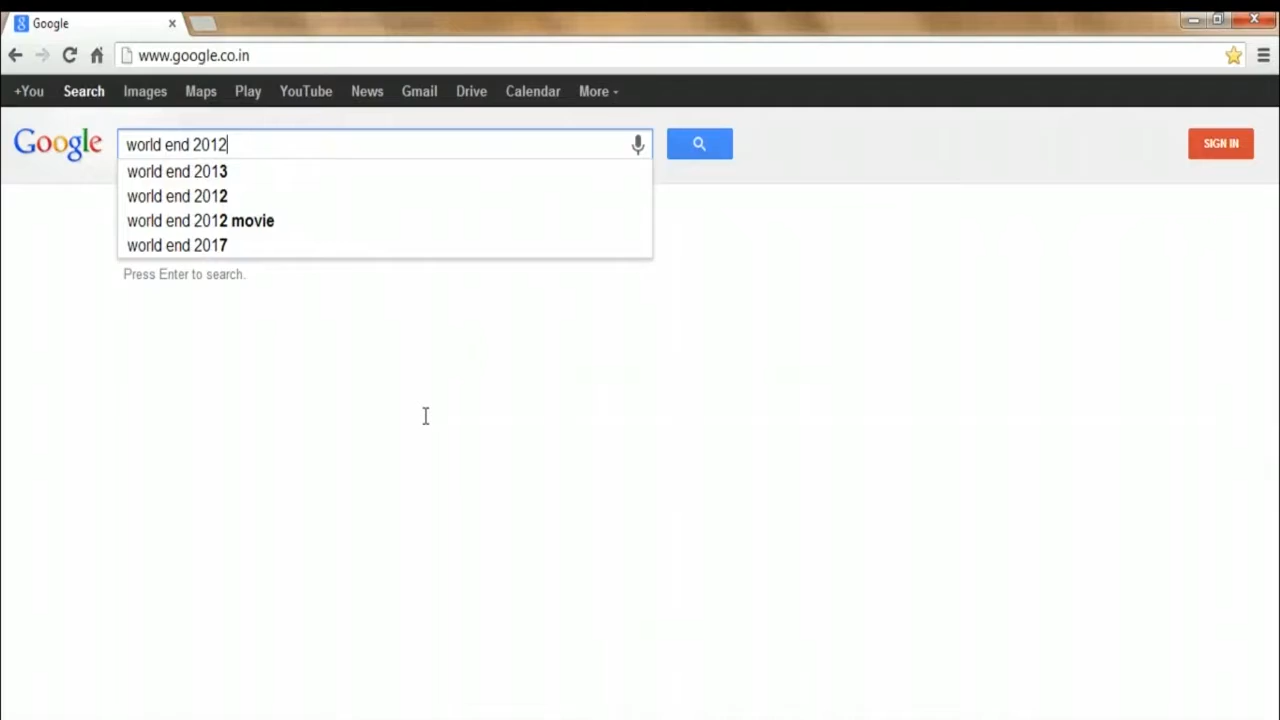 Google
www.google.co.in
+You Search Images Maps Play YouTube News Gmail Drive Calendar More
Google world end 2012 SIGN IN
world end 2013
world end 2012
world end 2012 movie
world end 2017
Press Enter to search.